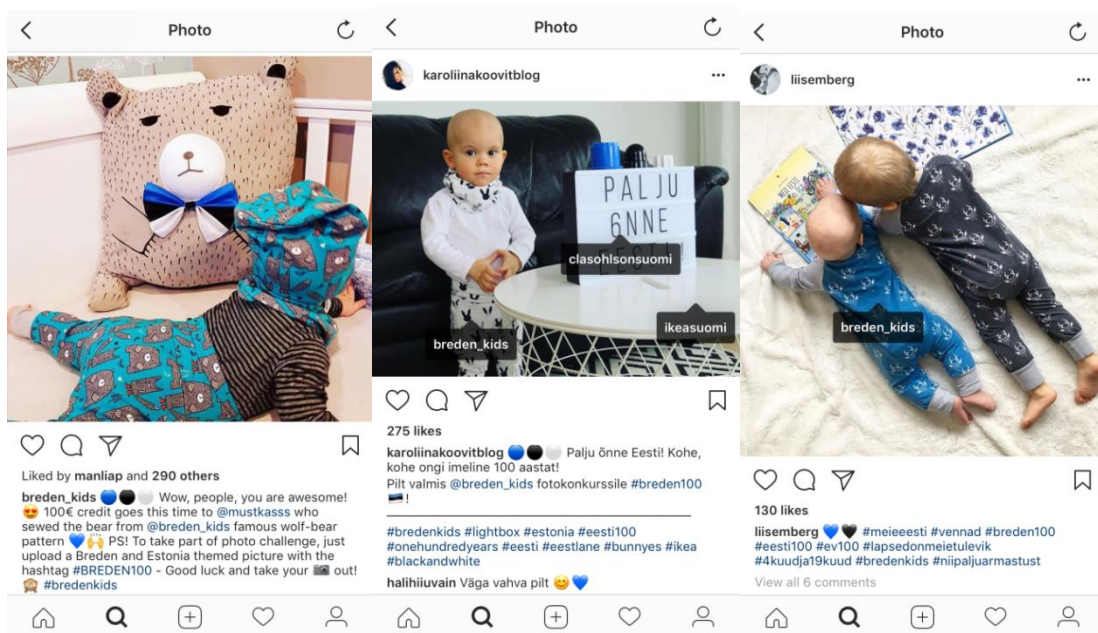 Photo
Liked by manliap and 290 others
breden_kids 🔵⚫⚪ Wow, people, you are awesome!
😍 100€ credit goes this time to @mustkasss who
sewed the bear from @breden_kids famous wolf-bear
pattern 💙🙌 PS! To take part of photo challenge, just
upload a Breden and Estonia themed picture with the
hashtag #BREDEN100 - Good luck and take your 📷 out!
🙈 #bredenkids
Photo
karoliinakoovitblog
PALJU
6NNE
EESTI!
clasohlsonsuomi
ikeasuomi
breden_kids
275 likes
karoliinakoovitblog 🔵⚫⚪ Palju õnne Eesti! Kohe,
kohe ongi imeline 100 aastat!
Pilt valmis @breden_kids fotokonkurssile #breden100
🇪🇪!
#bredenkids #lightbox #estonia #eesti100
#onehundredyears #eesti #eestlane #bunnyes #ikea
#blackandwhite
halihiiuvain Väga vahva pilt 😊💙
Photo
liisemberg
breden_kids
130 likes
liisemberg 💙🖤 #meieeesti #vennad #breden100
#eesti100 #ev100 #lapsedonmeietulevik
#4kuudja19kuud #bredenkids #niipaljuarmastust
View all 6 comments